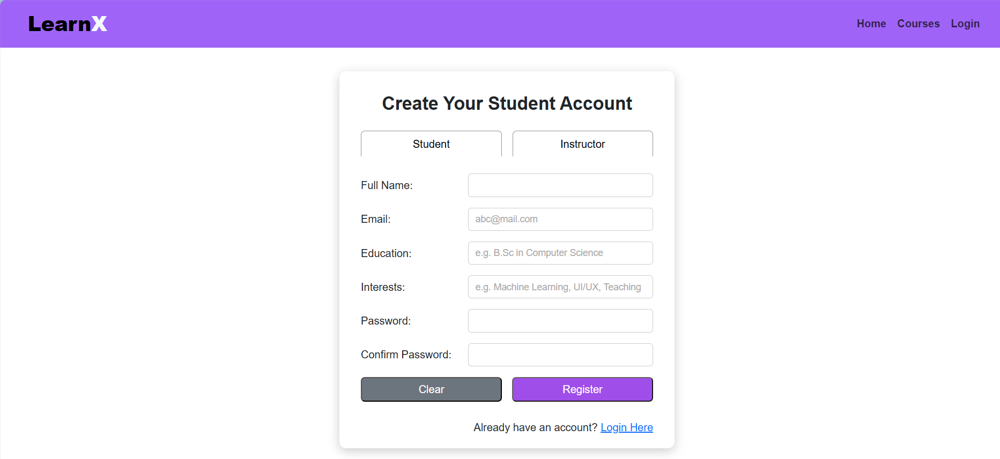 LearnX
Home Courses Login
Create Your Student Account
Student Instructor
Full Name:
Email: abc@mail.com
Education: e.g. B.Sc in Computer Science
Interests: e.g. Machine Learning, UI/UX, Teaching
Password:
Confirm Password:
Clear Register
Already have an account? Login Here